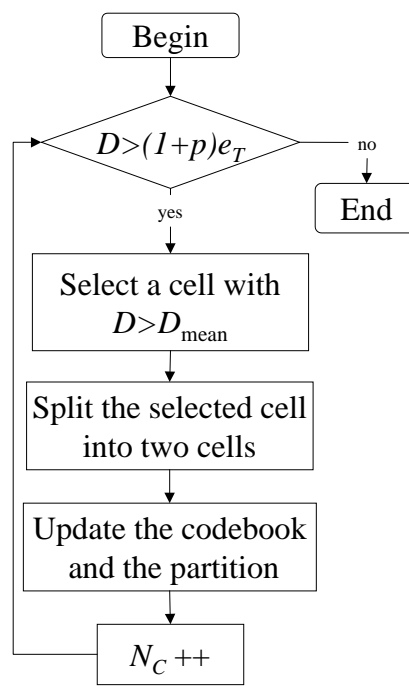 Begin
D>(1+p)e_T
no
End
yes
Select a cell with
D>D_mean
Split the selected cell
into two cells
Update the codebook
and the partition
N_C ++